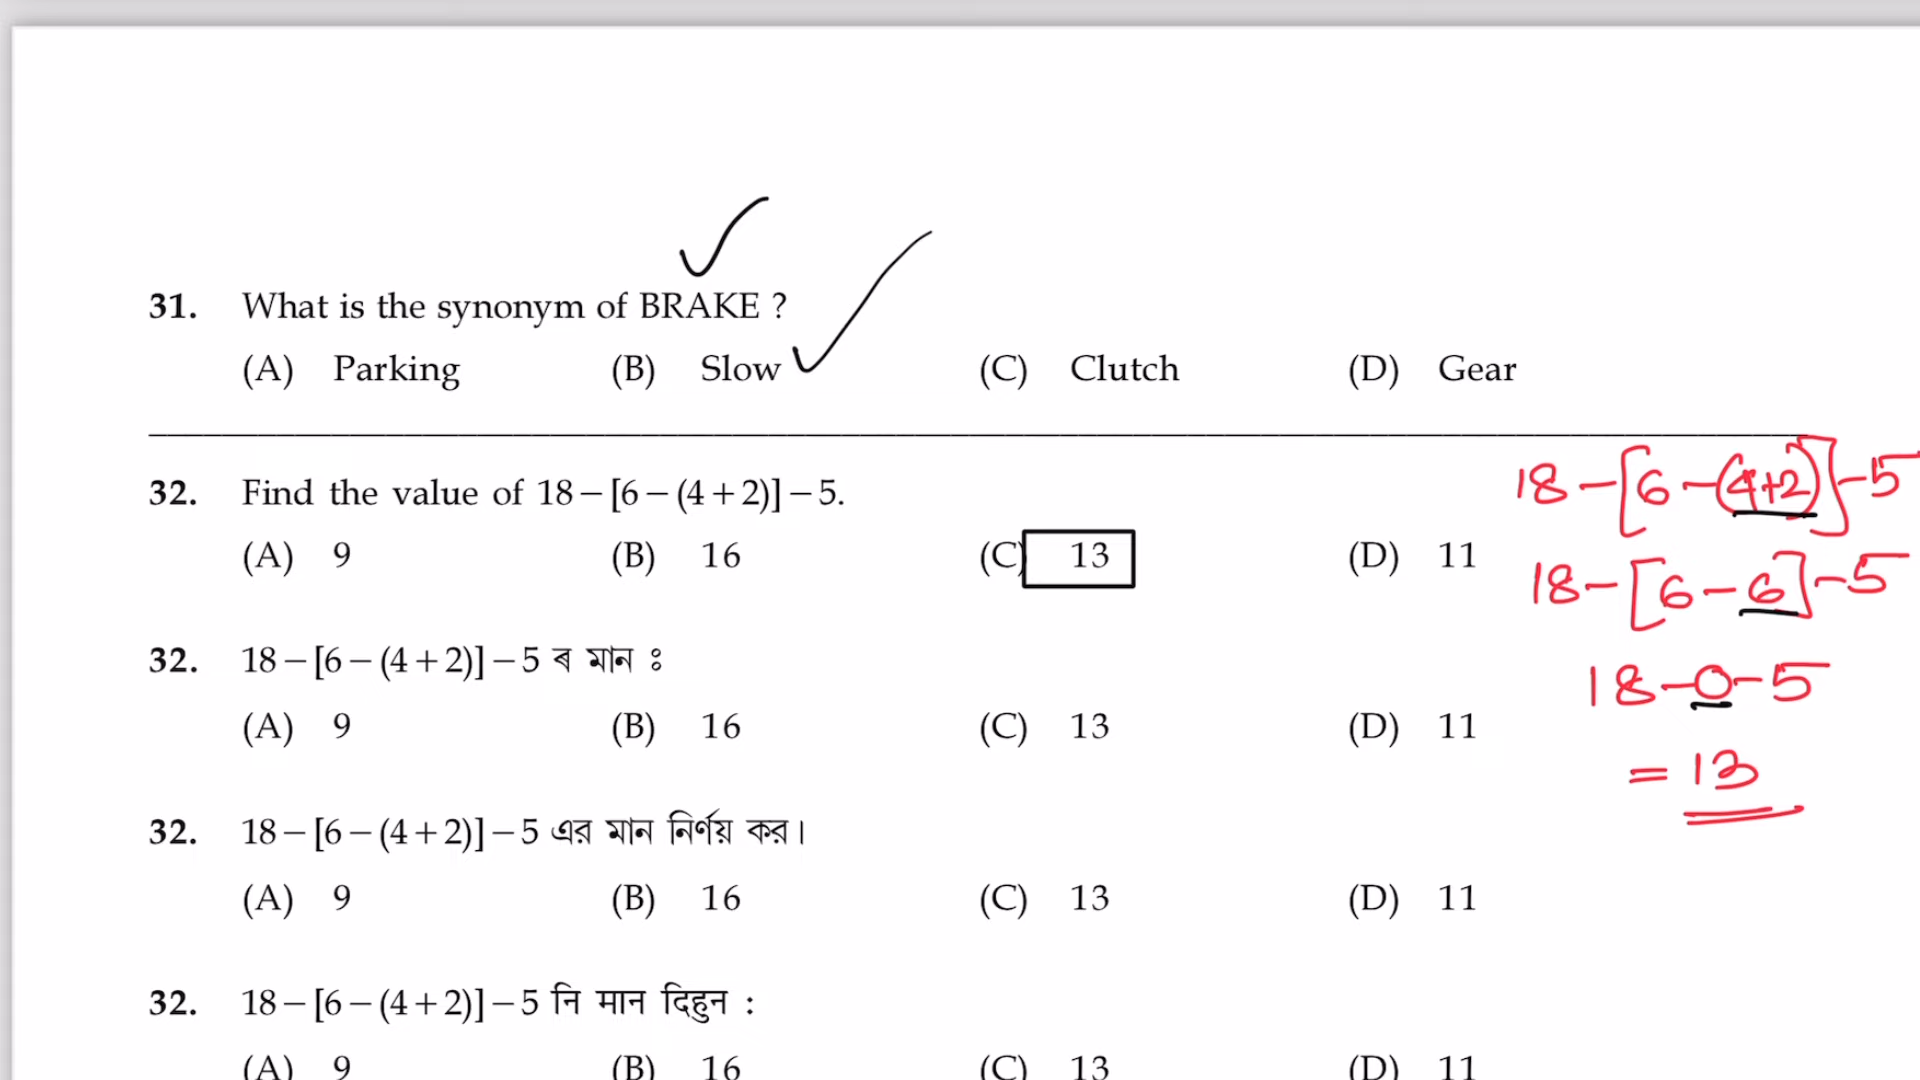 31. What is the synonym of BRAKE ?
(A) Parking (B) Slow (C) Clutch (D) Gear
32. Find the value of 18 – [6 – (4 + 2)] – 5.
(A) 9 (B) 16 (C) 13 (D) 11
32. 18 – [6 – (4 + 2)] – 5 ৰ মান ঃ
(A) 9 (B) 16 (C) 13 (D) 11
32. 18 – [6 – (4 + 2)] – 5 এর মান নির্ণয় কর।
(A) 9 (B) 16 (C) 13 (D) 11
32. 18 – [6 – (4 + 2)] – 5 नि मान दिहुन :
(A) 9 (B) 16 (C) 13 (D) 11
18 – [6 – (4+2)] – 5
18 – [6 – 6] – 5
18 – 0 – 5
= 13